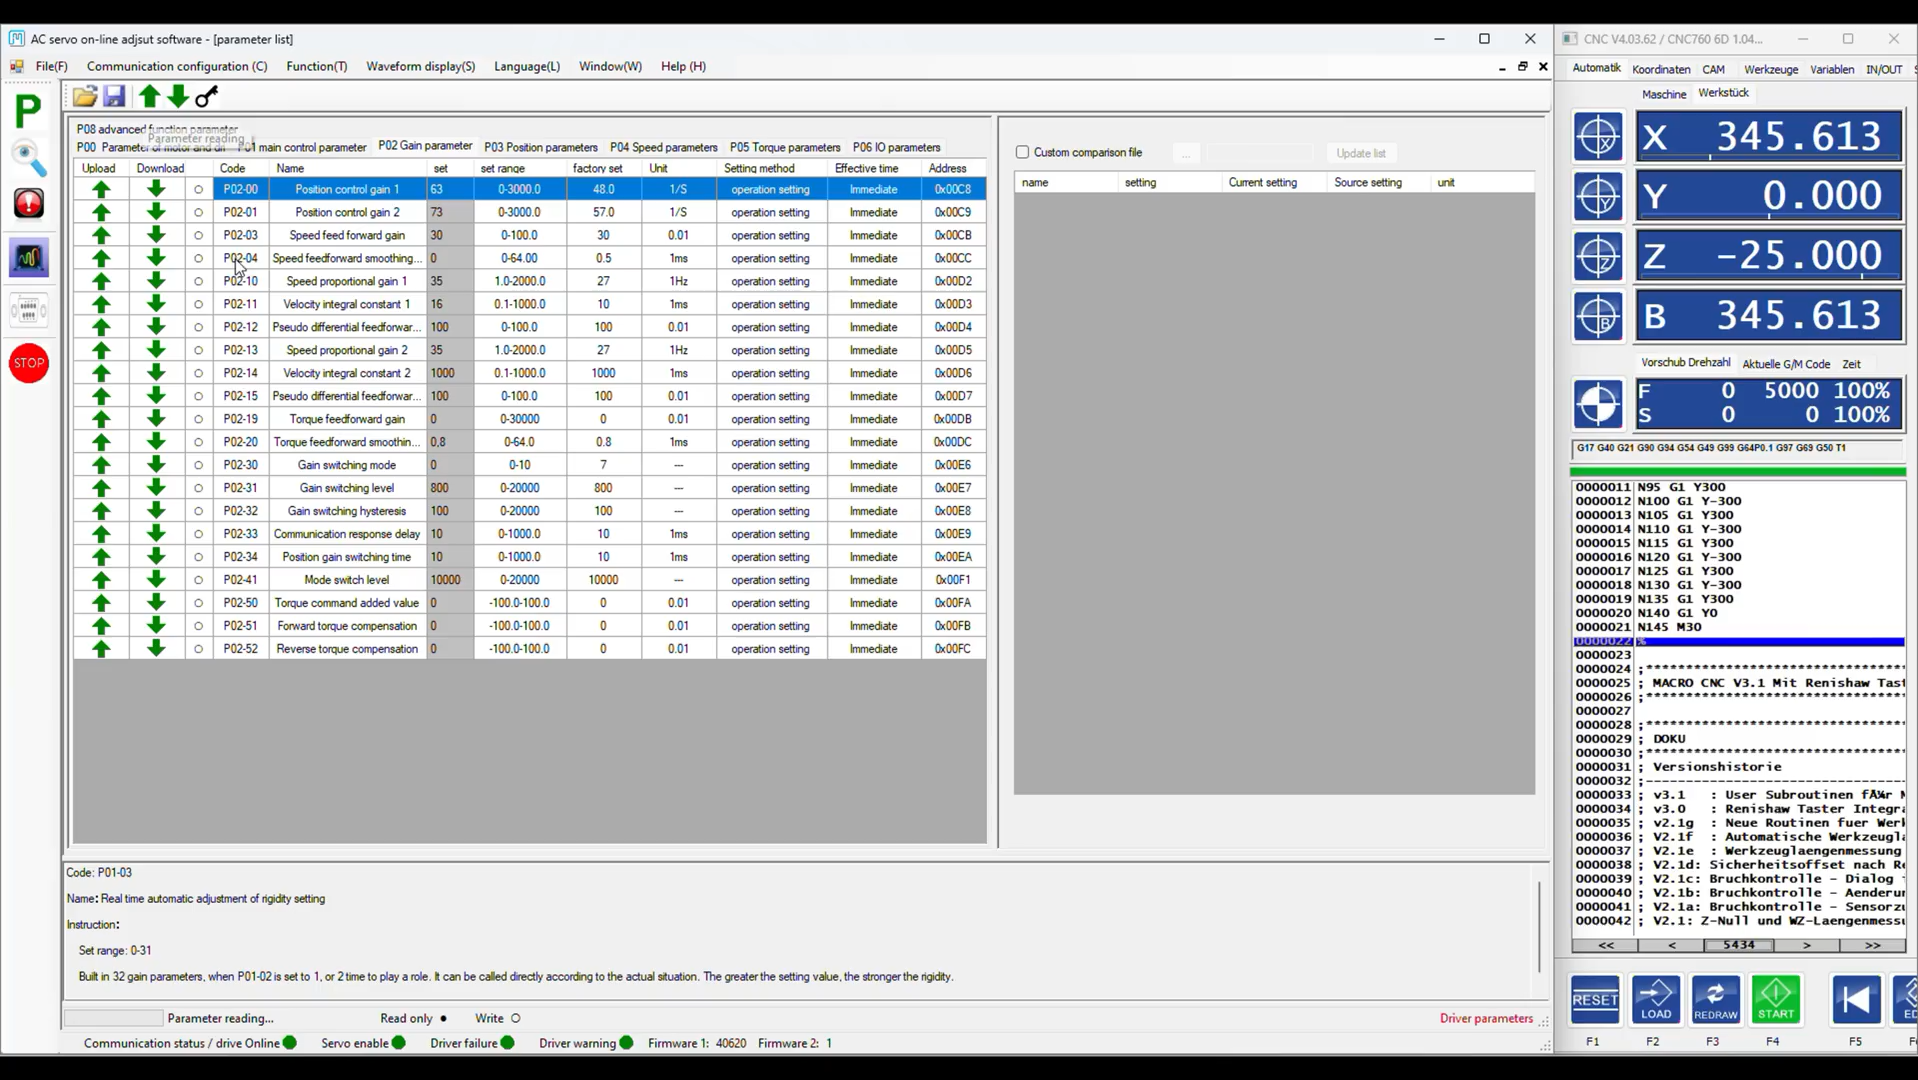 AC servo on-line adjsut software - [parameter list]
File(F) Communication configuration (C) Function(T) Waveform display(S) Language(L) Window(W) Help (H)
P08 advanced function parameter
Parameter reading
P00 Parameter of motor and dri P01 main control parameter P02 Gain parameter P03 Position parameters P04 Speed parameters P05 Torque parameters P06 IO parameters
Upload Download Code Name set set range factory set Unit Setting method Effective time Address
P02-00 Position control gain 1 63 0-3000.0 48.0 1/S operation setting Immediate 0x00C8
P02-01 Position control gain 2 73 0-3000.0 57.0 1/S operation setting Immediate 0x00C9
P02-03 Speed feed forward gain 30 0-100.0 30 0.01 operation setting Immediate 0x00CB
P02-04 Speed feedforward smoothing... 0 0-64.00 0.5 1ms operation setting Immediate 0x00CC
P02-10 Speed proportional gain 1 35 1.0-2000.0 27 1Hz operation setting Immediate 0x00D2
P02-11 Velocity integral constant 1 16 0.1-1000.0 10 1ms operation setting Immediate 0x00D3
P02-12 Pseudo differential feedforwar... 100 0-100.0 100 0.01 operation setting Immediate 0x00D4
P02-13 Speed proportional gain 2 35 1.0-2000.0 27 1Hz operation setting Immediate 0x00D5
P02-14 Velocity integral constant 2 1000 0.1-1000.0 1000 1ms operation setting Immediate 0x00D6
P02-15 Pseudo differential feedforwar... 100 0-100.0 100 0.01 operation setting Immediate 0x00D7
P02-19 Torque feedforward gain 0 0-30000 0 0.01 operation setting Immediate 0x00DB
P02-20 Torque feedforward smoothin... 0,8 0-64.0 0.8 1ms operation setting Immediate 0x00DC
P02-30 Gain switching mode 0 0-10 7 --- operation setting Immediate 0x00E6
P02-31 Gain switching level 800 0-20000 800 --- operation setting Immediate 0x00E7
P02-32 Gain switching hysteresis 100 0-20000 100 --- operation setting Immediate 0x00E8
P02-33 Communication response delay 10 0-1000.0 10 1ms operation setting Immediate 0x00E9
P02-34 Position gain switching time 10 0-1000.0 10 1ms operation setting Immediate 0x00EA
P02-41 Mode switch level 10000 0-20000 10000 --- operation setting Immediate 0x00F1
P02-50 Torque command added value 0 -100.0-100.0 0 0.01 operation setting Immediate 0x00FA
P02-51 Forward torque compensation 0 -100.0-100.0 0 0.01 operation setting Immediate 0x00FB
P02-52 Reverse torque compensation 0 -100.0-100.0 0 0.01 operation setting Immediate 0x00FC
STOP
Custom comparison file ... Update list
name setting Current setting Source setting unit
Code: P01-03
Name: Real time automatic adjustment of rigidity setting
Instruction:
Set range: 0-31
Built in 32 gain parameters, when P01-02 is set to 1, or 2 time to play a role. It can be called directly according to the actual situation. The greater the setting value, the stronger the rigidity.
Parameter reading... Read only Write Driver parameters
Communication status / drive Online Servo enable Driver failure Driver warning Firmware 1: 40620 Firmware 2: 1
CNC V4.03.62 / CNC760 6D 1.04...
Automatik Koordinaten CAM Werkzeuge Variablen IN/OUT
Maschine Werkstück
X 345.613
Y 0.000
Z -25.000
B 345.613
Vorschub Drehzahl Aktuelle G/M Code Zeit
F 0 5000 100%
S 0 0 100%
G17 G40 G21 G90 G94 G54 G49 G99 G64P0.1 G97 G69 G50 T1
0000011 N95 G1 Y300
0000012 N100 G1 Y-300
0000013 N105 G1 Y300
0000014 N110 G1 Y-300
0000015 N115 G1 Y300
0000016 N120 G1 Y-300
0000017 N125 G1 Y300
0000018 N130 G1 Y-300
0000019 N135 G1 Y300
0000020 N140 G1 Y0
0000021 N145 M30
0000022 %
0000023
0000024 ; ************************************
0000025 ; MACRO CNC V3.1 Mit Renishaw Tas
0000026 ; ************************************
0000027
0000028 ; ************************************
0000029 ; DOKU
0000030 ; ************************************
0000031 ; Versionshistorie
0000032 ; ------------------------------------
0000033 ; v3.1 : User Subroutinen fÃ¼r
0000034 ; v3.0 : Renishaw Taster Integra
0000035 ; v2.1g : Neue Routinen fuer Wer
0000036 ; V2.1f : Automatische Werkzeugla
0000037 ; V2.1e : Werkzeuglaengenmessung
0000038 ; V2.1d: Sicherheitsoffset nach R
0000039 ; V2.1c: Bruchkontrolle - Dialog
0000040 ; V2.1b: Bruchkontrolle - Aenderu
0000041 ; V2.1a: Bruchkontrolle - Sensorzu
0000042 ; V2.1: Z-Null und WZ-Laengenmess
<< < 5434 > >>
RESET LOAD REDRAW START
F1 F2 F3 F4 F5